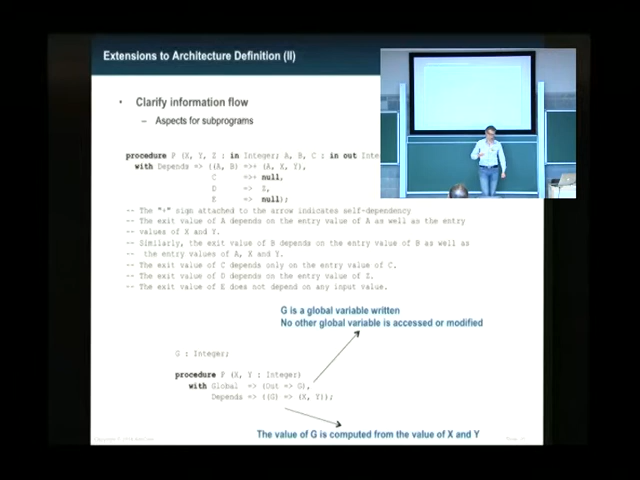 Extensions to Architecture Definition (II)
• Clarify information flow
– Aspects for subprograms
procedure P (X, Y, Z : in Integer; A, B, C : in out Inte
with Depends => ((A, B) =>+ (A, X, Y),
C =>+ null,
D => Z,
E => null);
-- The "+" sign attached to the arrow indicates self-dependency
-- The exit value of A depends on the entry value of A as well as the entry
-- values of X and Y.
-- Similarly, the exit value of B depends on the entry value of B as well as
-- the entry values of A, X and Y.
-- The exit value of C depends only on the entry value of C.
-- The exit value of D depends on the entry value of Z.
-- The exit value of E does not depend on any input value.
G is a global variable written
No other global variable is accessed or modified
G : Integer;
procedure P (X, Y : Integer)
with Global => (Out => G),
Depends => ((G) => (X, Y));
The value of G is computed from the value of X and Y